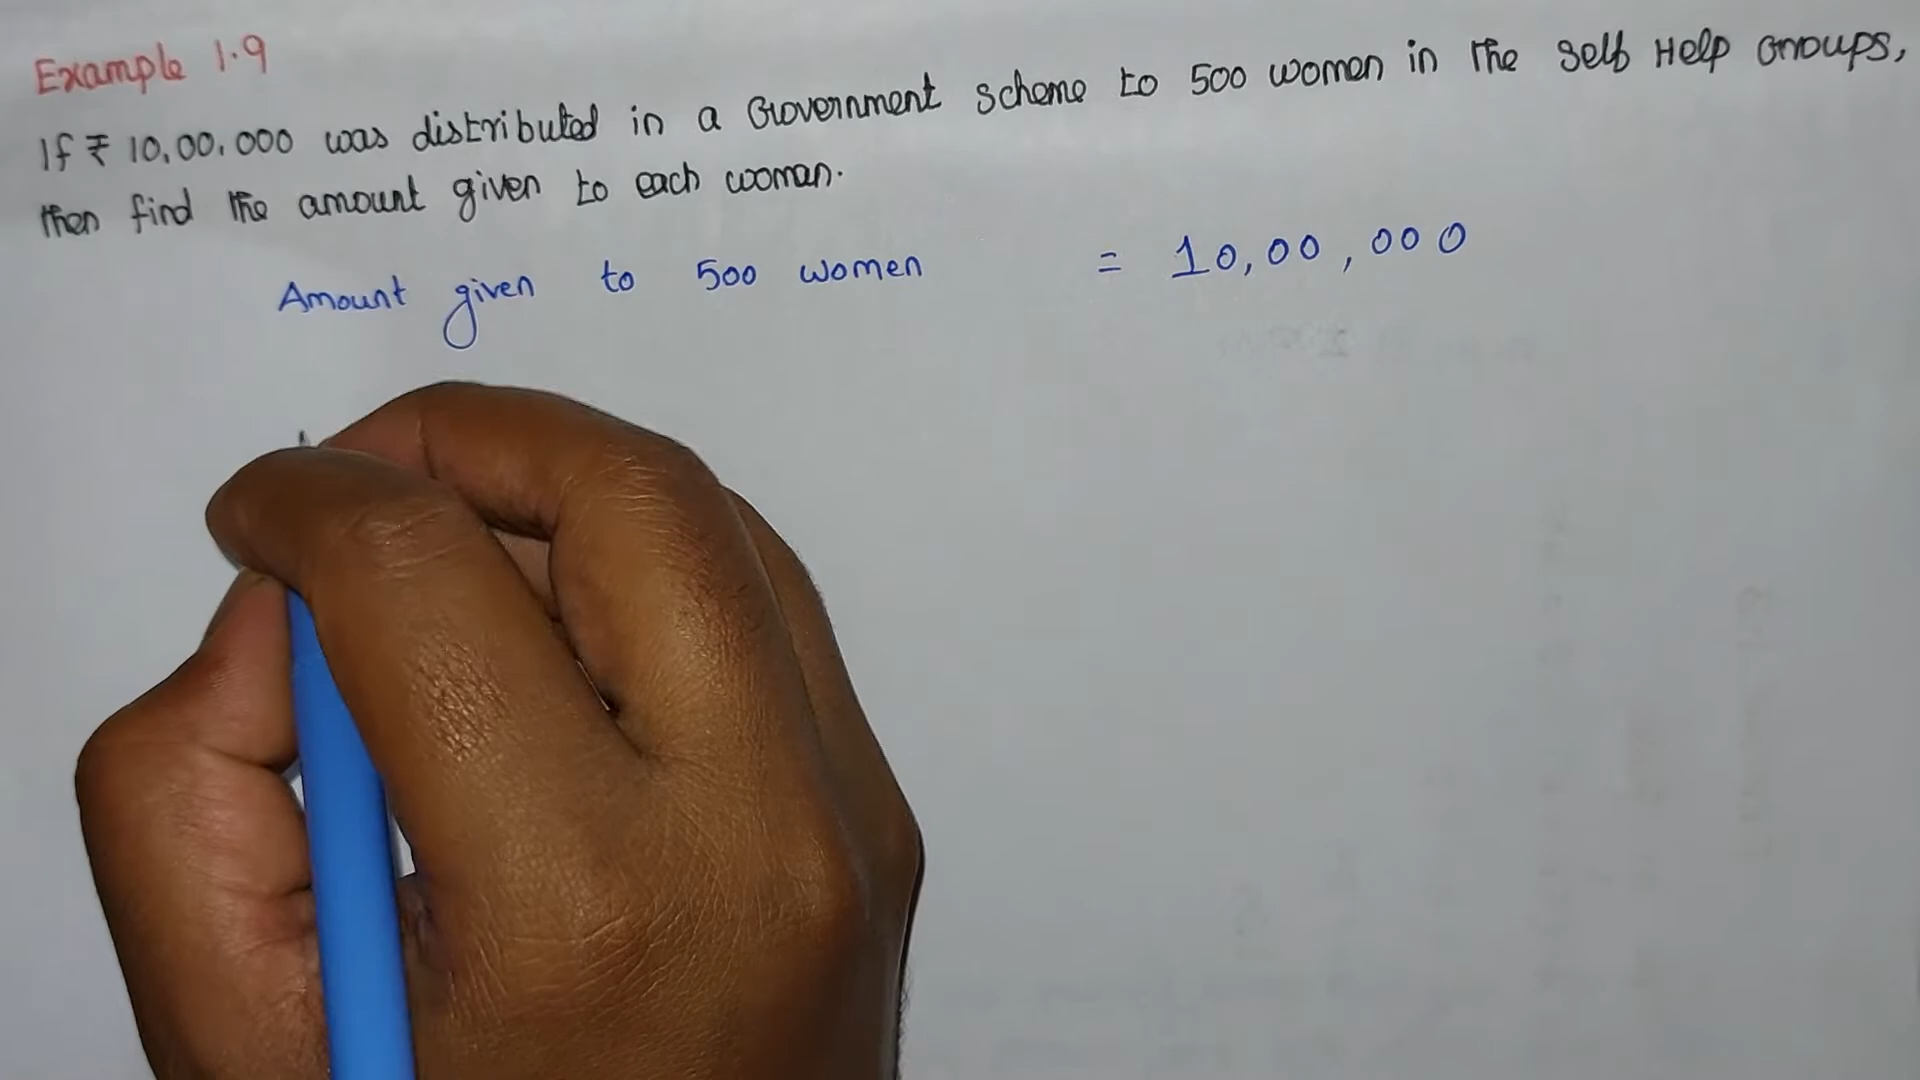 Example 1.9
If ₹ 10,00,000 was distributed in a Government scheme to 500 women in the Self Help Groups,
then find the amount given to each woman.
Amount given to 500 women = 10,00,000